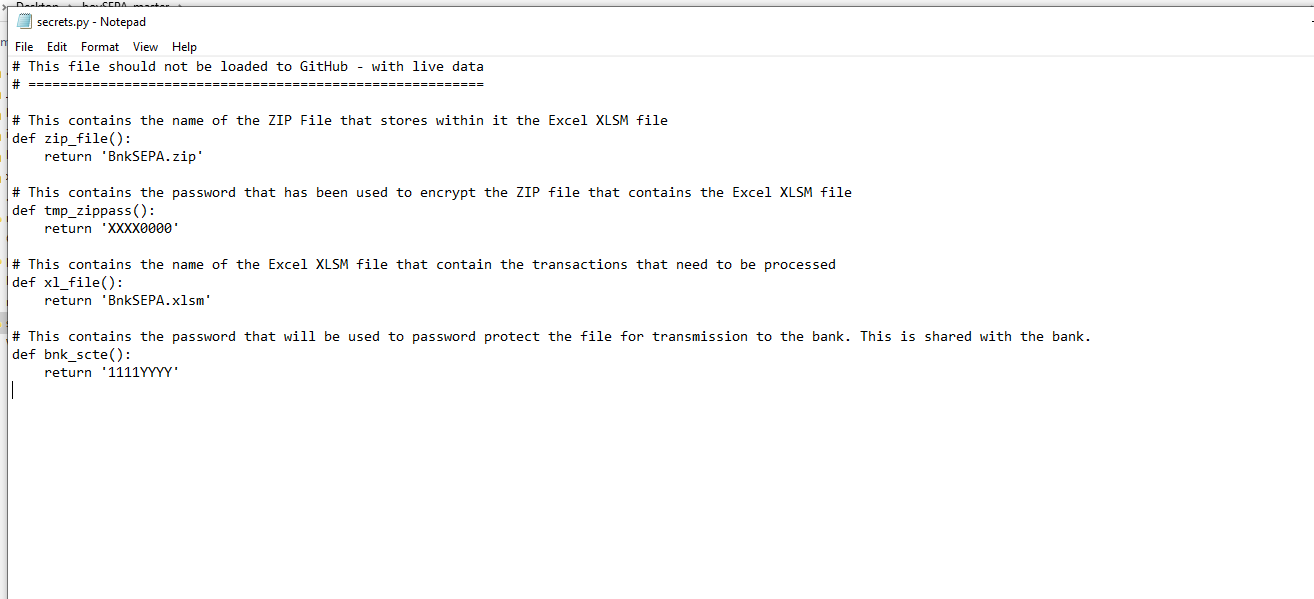 Desktop
secrets.py - Notepad
File Edit Format View Help
# This file should not be loaded to GitHub - with live data
# =========================================================
# This contains the name of the ZIP File that stores within it the Excel XLSM file
def zip_file():
    return 'BnkSEPA.zip'
# This contains the password that has been used to encrypt the ZIP file that contains the Excel XLSM file
def tmp_zippass():
    return 'XXXX0000'
# This contains the name of the Excel XLSM file that contain the transactions that need to be processed
def xl_file():
    return 'BnkSEPA.xlsm'
# This contains the password that will be used to password protect the file for transmission to the bank. This is shared with the bank.
def bnk_scte():
    return '1111YYYY'